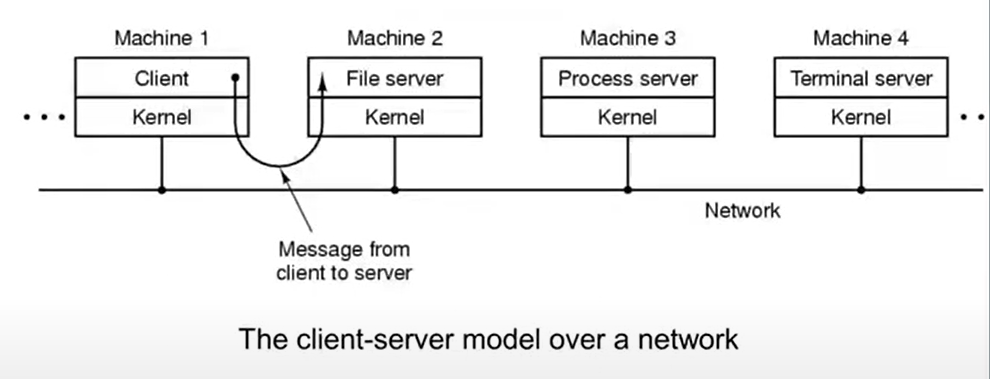 Machine 1
Machine 2
Machine 3
Machine 4
Client
File server
Process server
Terminal server
Kernel
Kernel
Kernel
Kernel
Network
Message from
client to server
The client-server model over a network